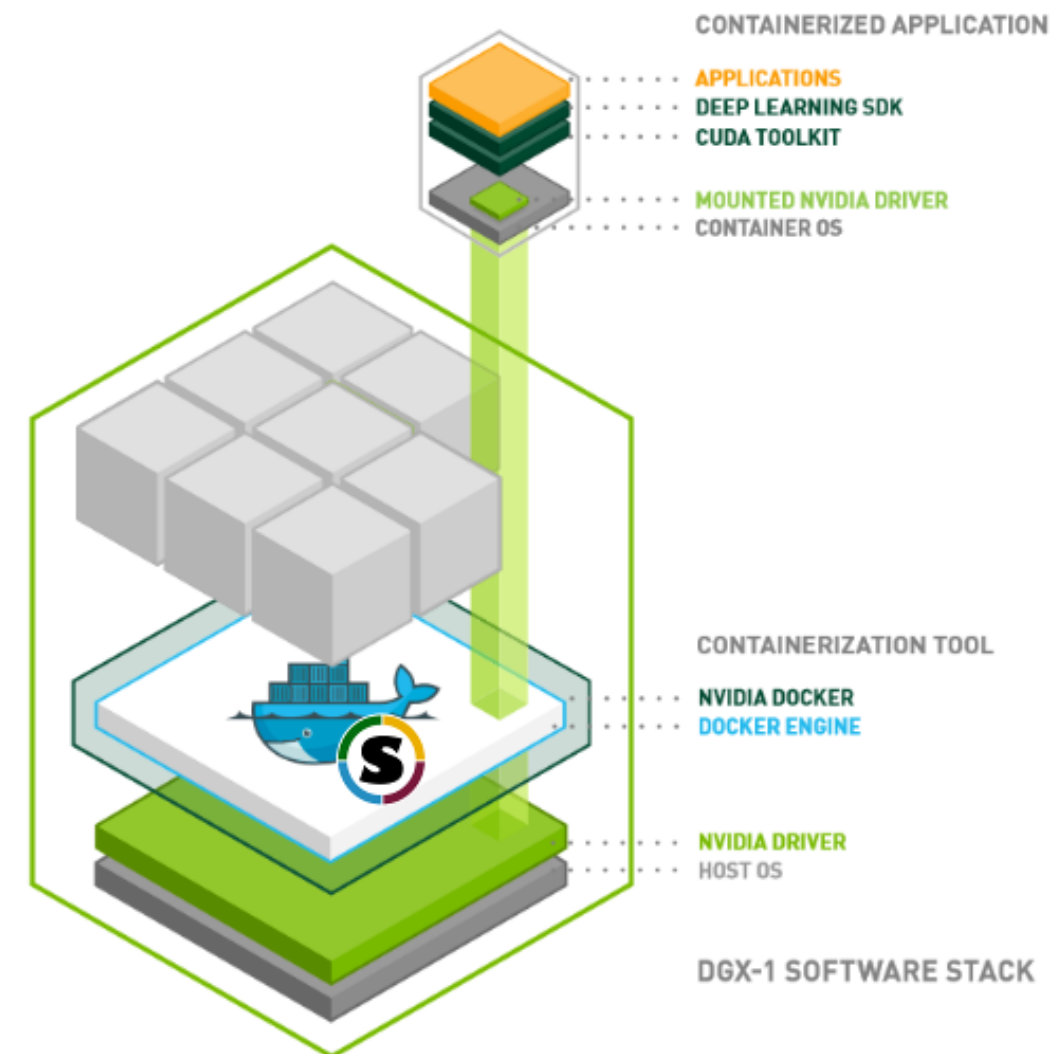 CONTAINERIZED APPLICATION
APPLICATIONS
DEEP LEARNING SDK
CUDA TOOLKIT
MOUNTED NVIDIA DRIVER
CONTAINER OS
CONTAINERIZATION TOOL
NVIDIA DOCKER
DOCKER ENGINE
S
NVIDIA DRIVER
HOST OS
DGX-1 SOFTWARE STACK